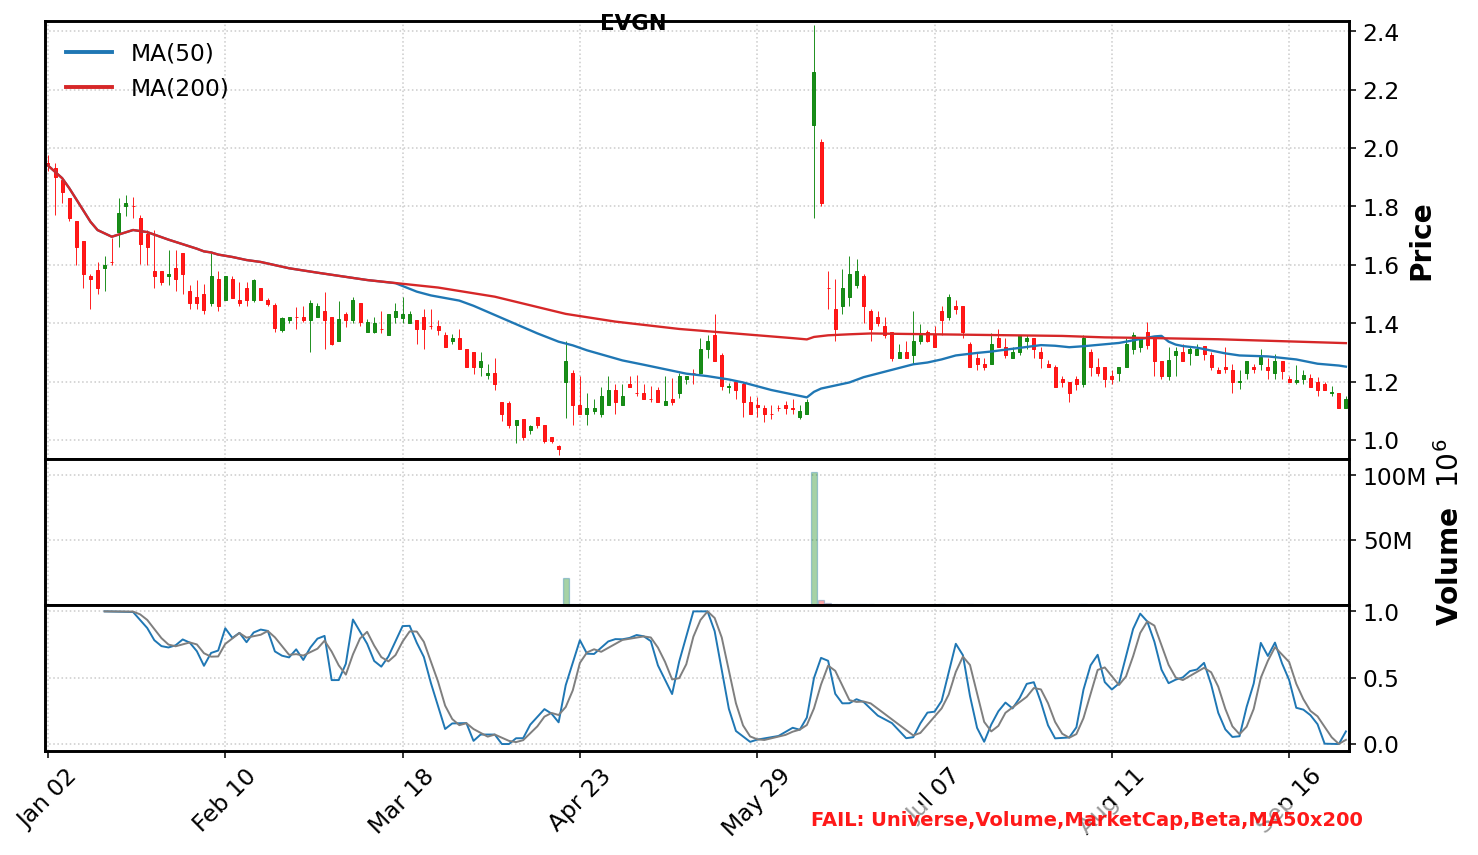 EVGN
MA(50)
MA(200)
2.4
2.2
2.0
1.8
1.6
1.4
1.2
1.0
Price
100M
50M
Volume 10^6
1.0
0.5
0.0
Jan 02
Feb 10
Mar 18
Apr 23
May 29
Jul 07
Aug 11
Sep 16
FAIL: Universe,Volume,MarketCap,Beta,MA50x200